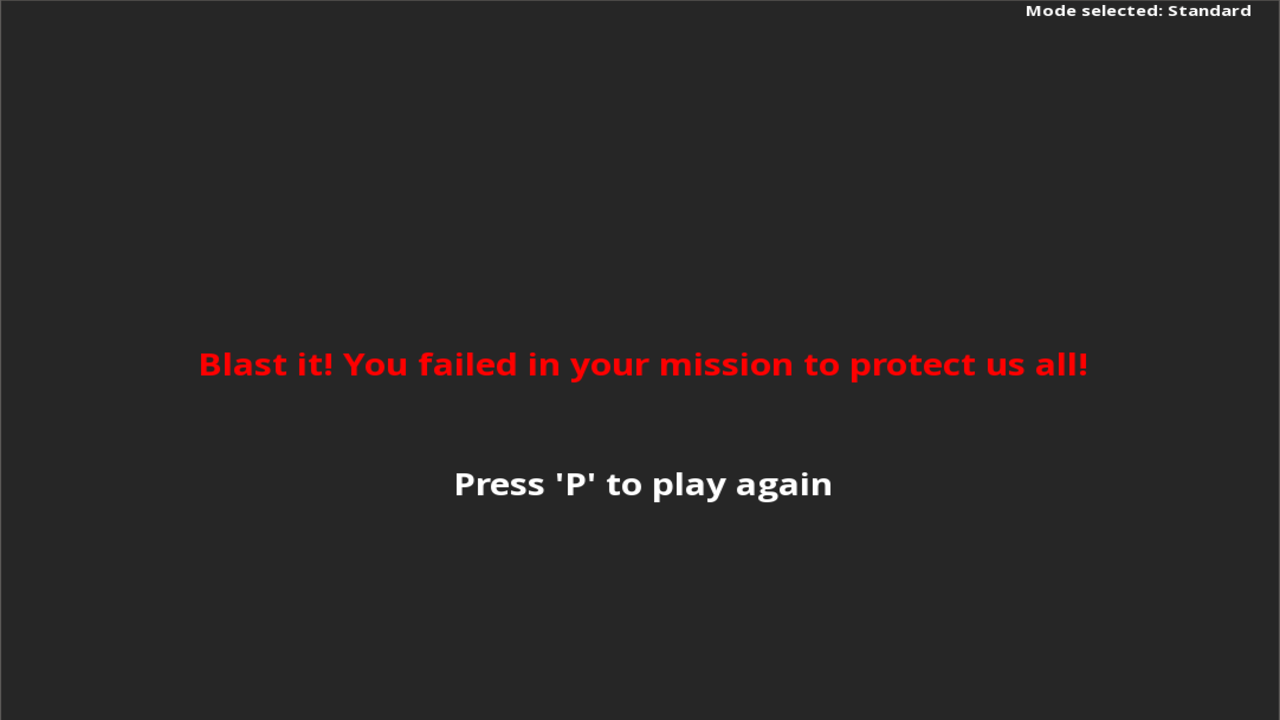 Mode selected: Standard
Blast it! You failed in your mission to protect us all!
Press 'P' to play again